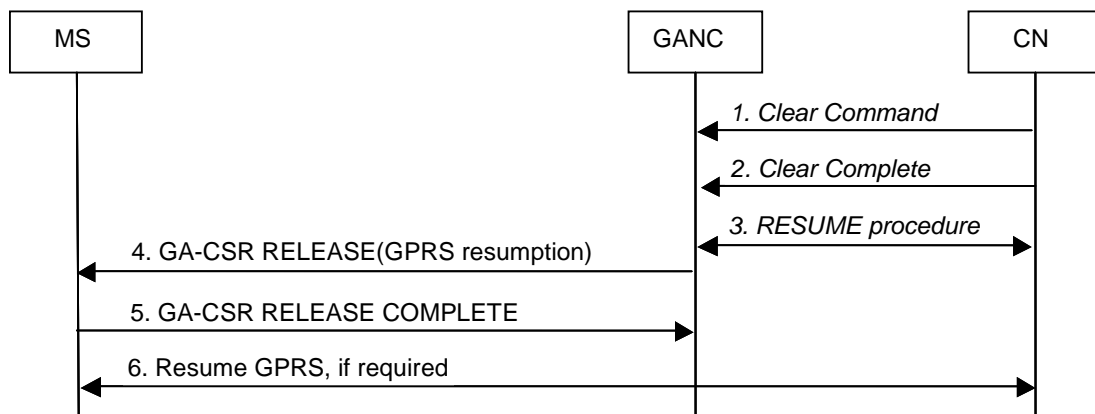 MS
GANC
CN
1. Clear Command
2. Clear Complete
3. RESUME procedure
4. GA-CSR RELEASE(GPRS resumption)
5. GA-CSR RELEASE COMPLETE
6. Resume GPRS, if required